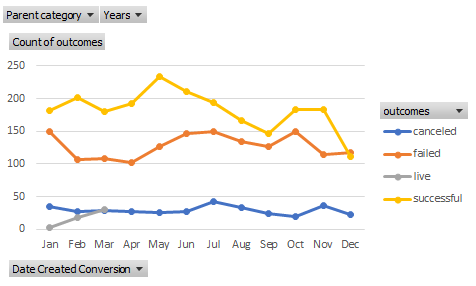 Parent category Years
Count of outcomes
250
200
150
100
50
0
Jan Feb Mar Apr May Jun Jul Aug Sep Oct Nov Dec
outcomes
canceled
failed
live
successful
Date Created Conversion